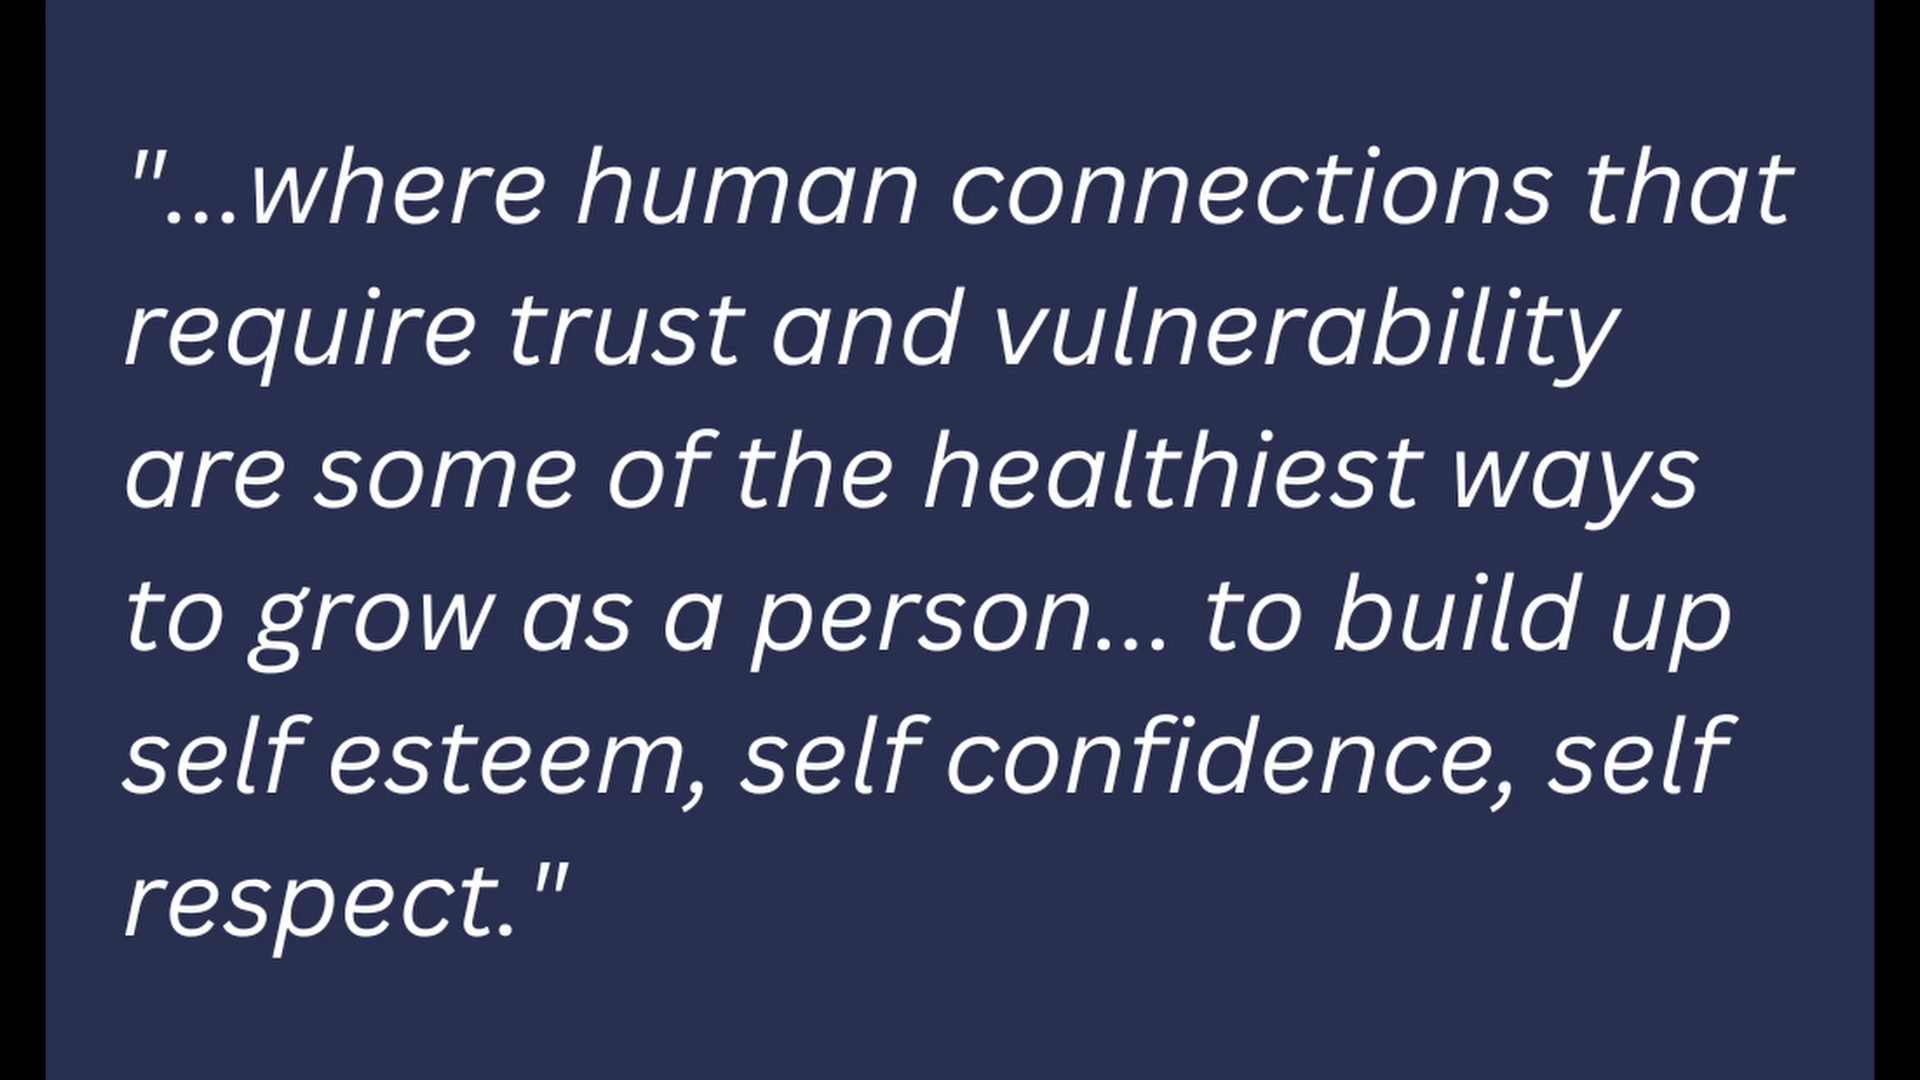 "...where human connections that
require trust and vulnerability
are some of the healthiest ways
to grow as a person... to build up
self esteem, self confidence, self
respect."